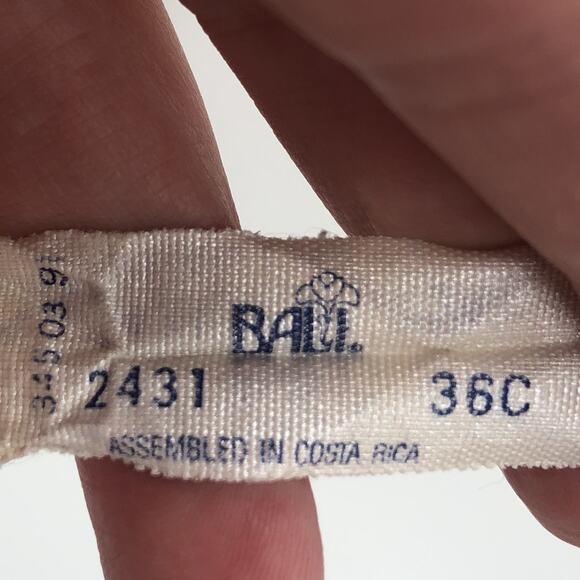 BALI
2431 36C
ASSEMBLED IN COSTA RICA